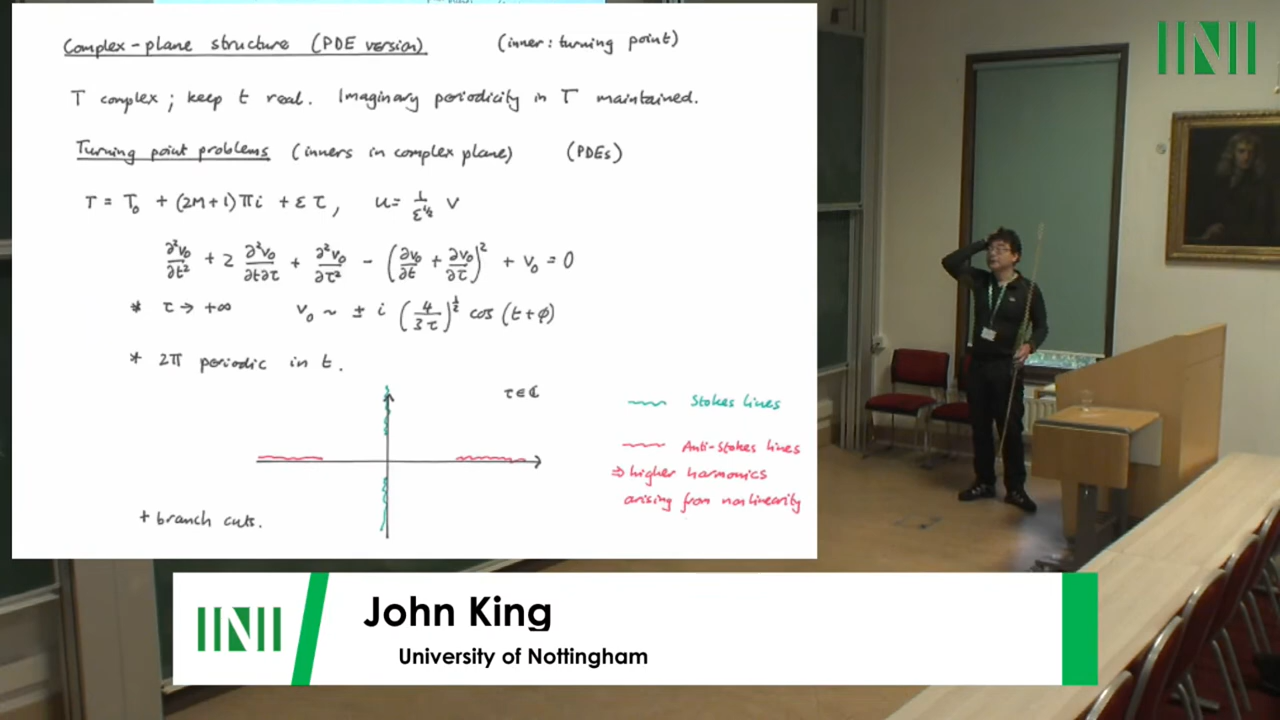 Complex-plane structure (PDE version) (inner: turning point)
T complex; keep t real. Imaginary periodicity in T maintained.
Turning point problems (inners in complex plane) (PDEs)
T = T₀ + (2M+1)πi + ετ, u = 1/ε^{1/2} v
∂²v₀/∂t² + 2 ∂²v₀/∂t∂τ + ∂²v₀/∂τ² - (∂v₀/∂t + ∂v₀/∂τ)² + v₀ = 0
* τ → +∞ v₀ ~ ± i (4/3τ)^{1/2} cos (t+φ)
* 2π periodic in t.
τ∈ℂ
Stokes lines
Anti-Stokes lines
⇒ higher harmonics
arising from nonlinearity
+ branch cuts.
INI
INI
John King
University of Nottingham